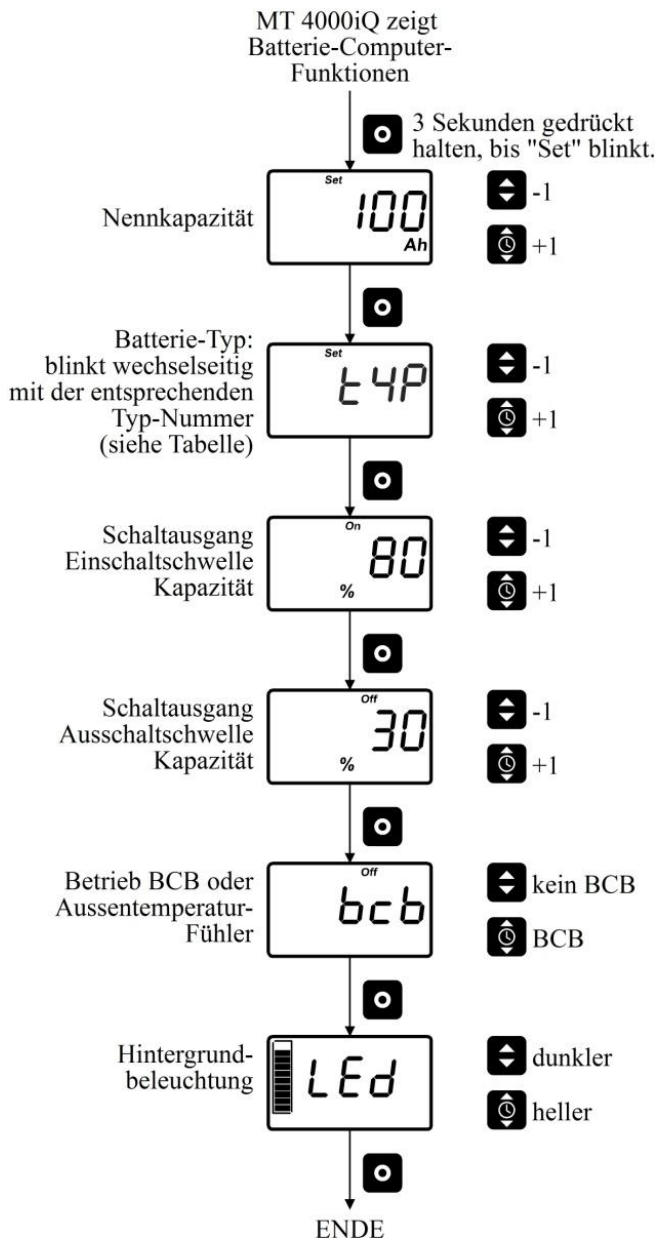 MT 4000iQ zeigt
Batterie-Computer-
Funktionen
3 Sekunden gedrückt
halten, bis "Set" blinkt.
Nennkapazität
Set
100
Ah
-1
+1
Batterie-Typ:
blinkt wechselseitig
mit der entsprechenden
Typ-Nummer
(siehe Tabelle)
Set
tYP
-1
+1
Schaltausgang
Einschaltschwelle
Kapazität
On
80
%
-1
+1
Schaltausgang
Ausschaltschwelle
Kapazität
Off
30
%
-1
+1
Betrieb BCB oder
Aussentemperatur-
Fühler
Off
bcb
kein BCB
BCB
Hintergrund-
beleuchtung
LEd
dunkler
heller
ENDE